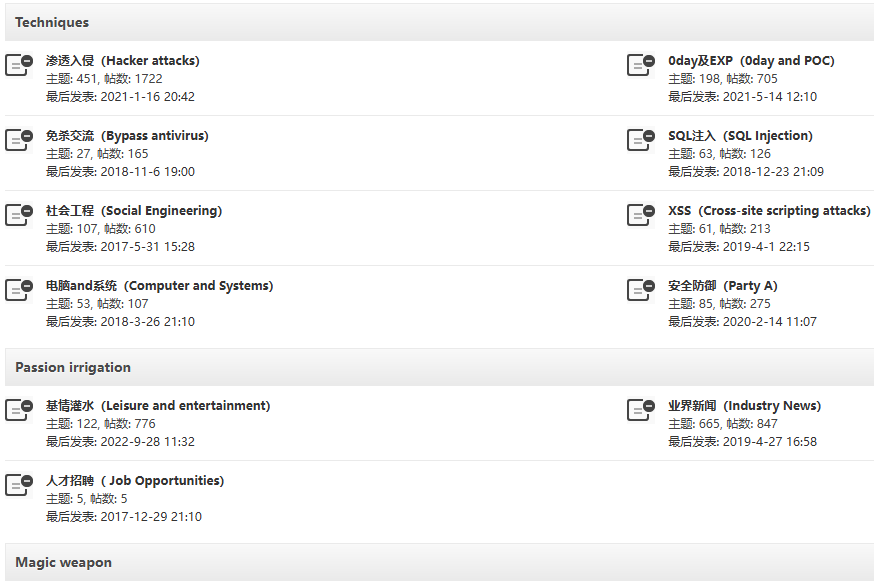 Techniques
渗透入侵（Hacker attacks)
主题: 451, 帖数: 1722
最后发表: 2021-1-16 20:42
0day及EXP（0day and POC)
主题: 198, 帖数: 705
最后发表: 2021-5-14 12:10
免杀交流（Bypass antivirus)
主题: 27, 帖数: 165
最后发表: 2018-11-6 19:00
SQL注入（SQL Injection)
主题: 63, 帖数: 126
最后发表: 2018-12-23 21:09
社会工程（Social Engineering)
主题: 107, 帖数: 610
最后发表: 2017-5-31 15:28
XSS（Cross-site scripting attacks)
主题: 61, 帖数: 213
最后发表: 2019-4-1 22:15
电脑and系统（Computer and Systems)
主题: 53, 帖数: 107
最后发表: 2018-3-26 21:10
安全防御（Party A)
主题: 85, 帖数: 275
最后发表: 2020-2-14 11:07
Passion irrigation
基情灌水（Leisure and entertainment)
主题: 122, 帖数: 776
最后发表: 2022-9-28 11:32
业界新闻（Industry News)
主题: 665, 帖数: 847
最后发表: 2019-4-27 16:58
人才招聘（ Job Opportunities)
主题: 5, 帖数: 5
最后发表: 2017-12-29 21:10
Magic weapon